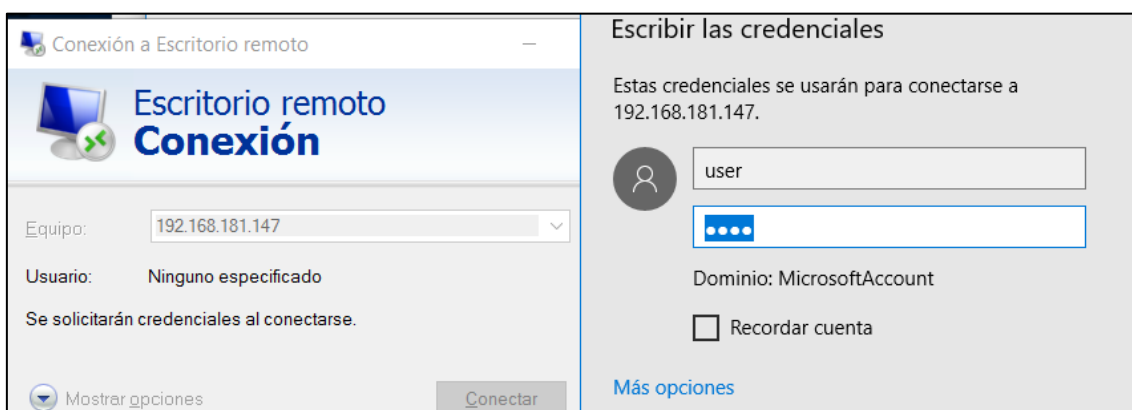 Conexión a Escritorio remoto
Escritorio remoto
Conexión
Equipo:
192.168.181.147
Usuario:
Ninguno especificado
Se solicitarán credenciales al conectarse.
Mostrar opciones
Conectar
Escribir las credenciales
Estas credenciales se usarán para conectarse a
192.168.181.147.
user
Dominio: MicrosoftAccount
Recordar cuenta
Más opciones